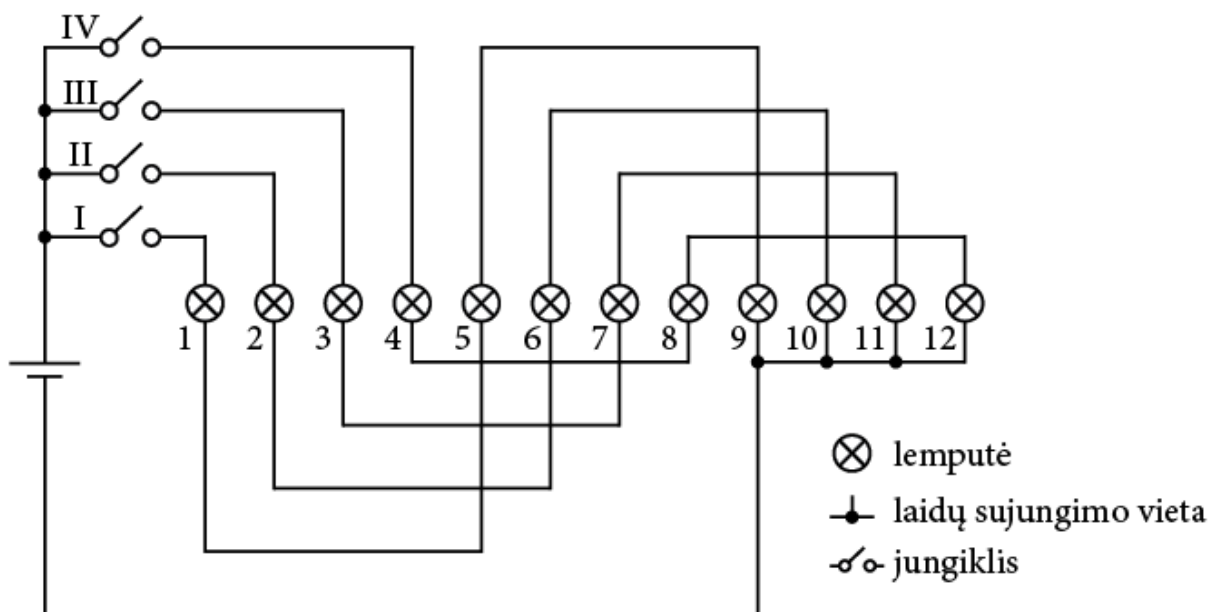 IV
III
II
I
1 2 3 4 5 6 7 8 9 10 11 12
lemputė
laidų sujungimo vieta
jungiklis